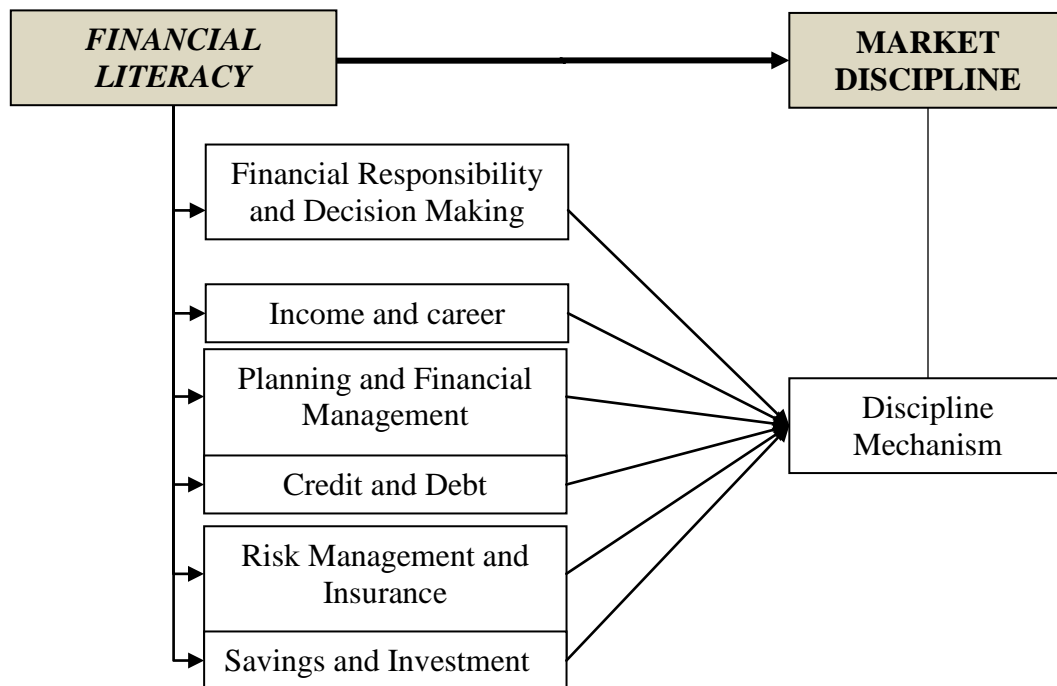 FINANCIAL
LITERACY
MARKET
DISCIPLINE
Financial Responsibility
and Decision Making
Income and career
Planning and Financial
Management
Credit and Debt
Risk Management and
Insurance
Savings and Investment
Discipline
Mechanism